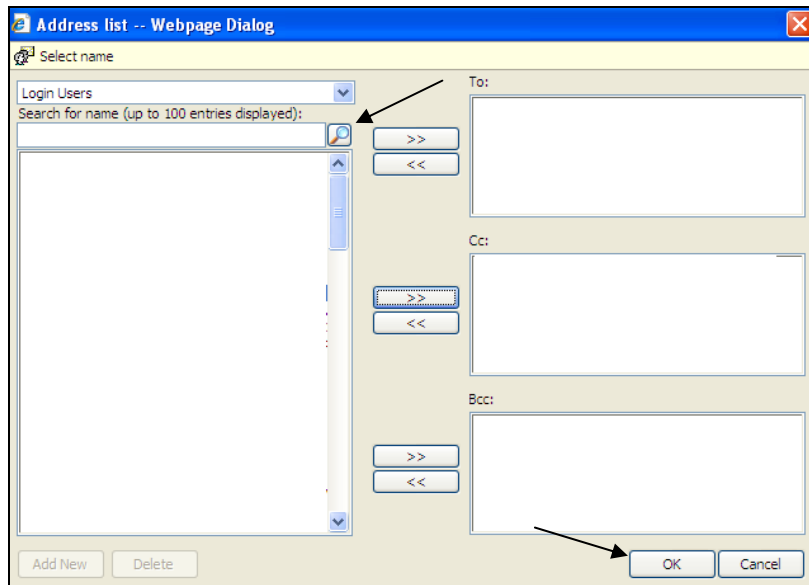 Address list -- Webpage Dialog
Select name
Login Users
Search for name (up to 100 entries displayed):
To:
>>
<<
Cc:
>>
<<
Bcc:
>>
<<
Add New
Delete
OK
Cancel